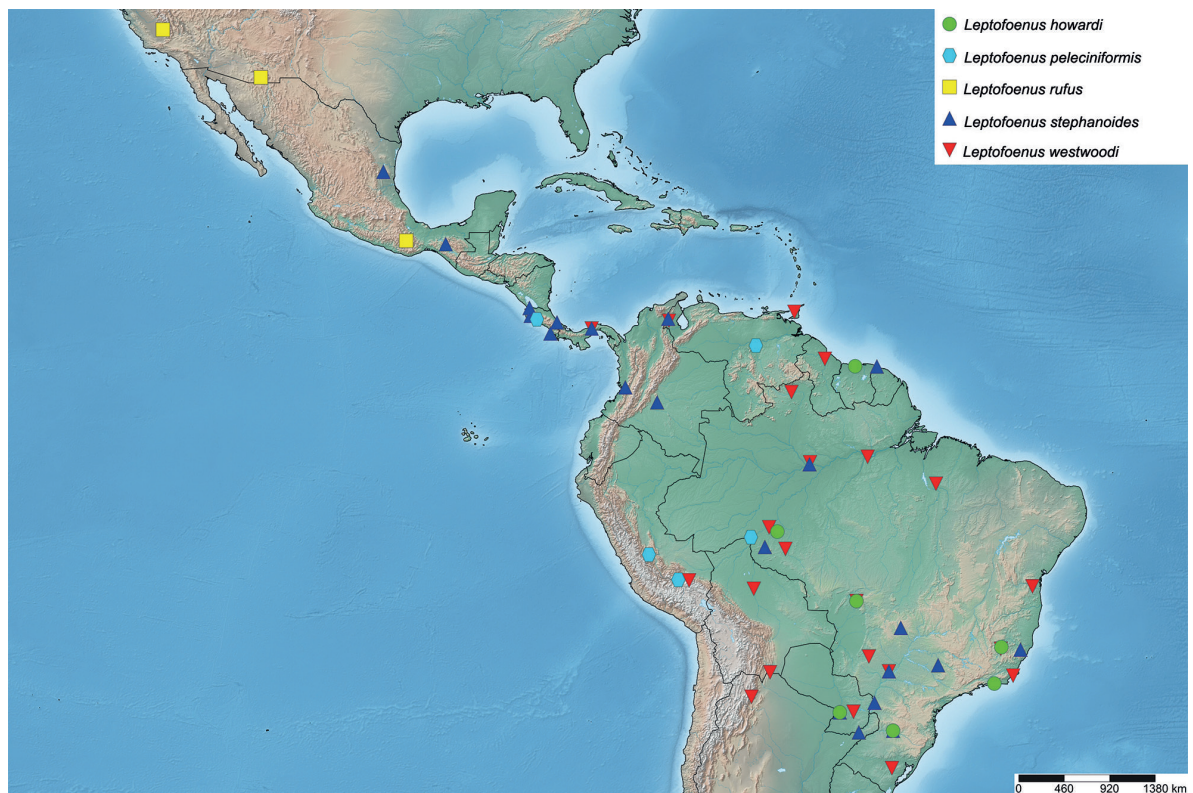 Leptofoenus howardi
Leptofoenus peleciniformis
Leptofoenus rufus
Leptofoenus stephanoides
Leptofoenus westwoodi
0 460 920 1380 km